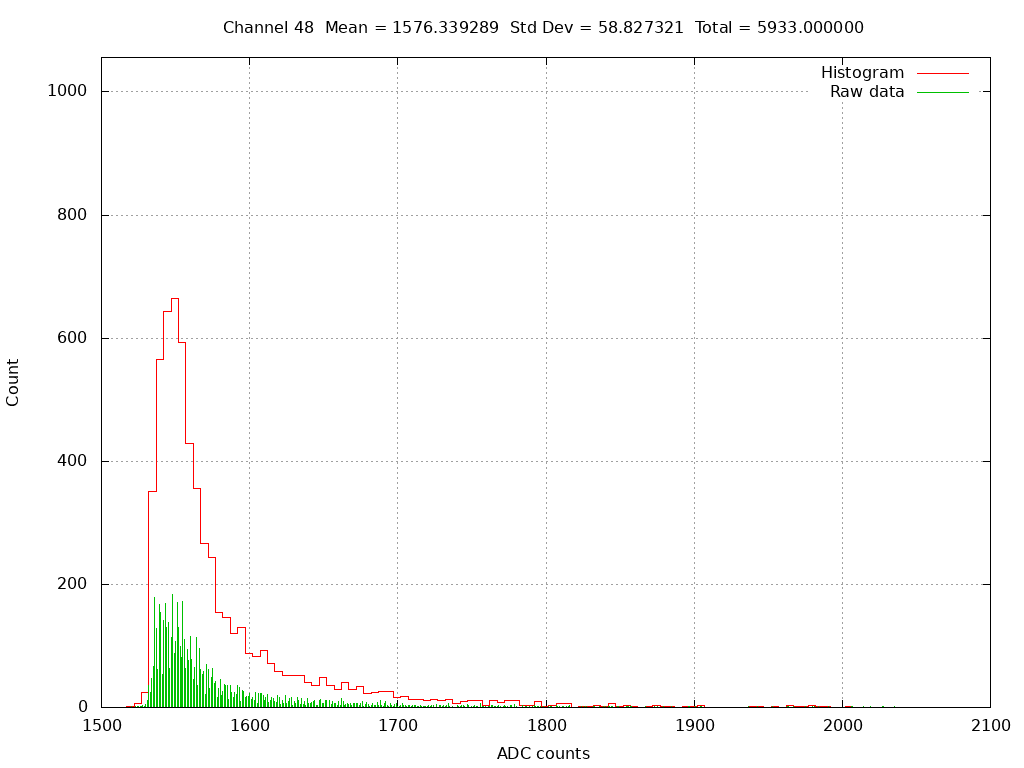 Channel 48  Mean = 1576.339289  Std Dev = 58.827321  Total = 5933.000000
Histogram
Raw data
1000
800
600
400
200
0
Count
1500 1600 1700 1800 1900 2000 2100
ADC counts